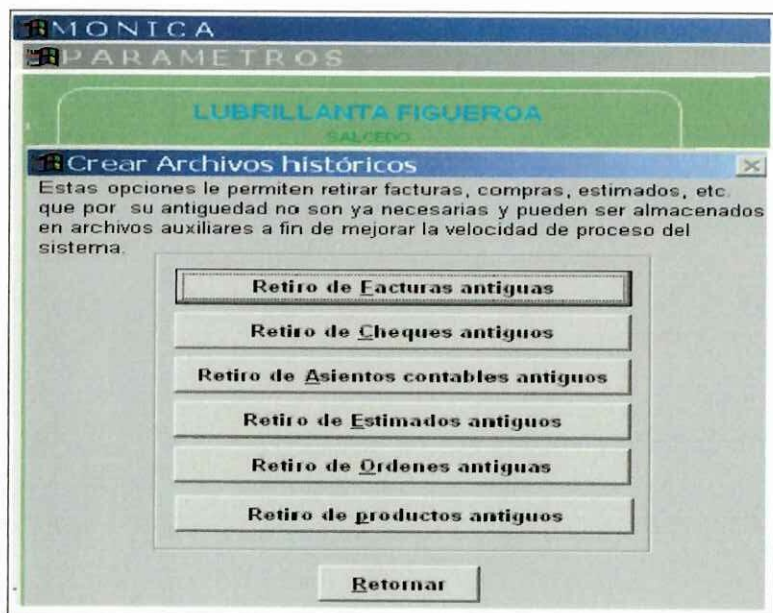 MONICA
PARAMETROS
LUBRILLANTA FIGUEROA
SALCEDO
Crear Archivos históricos
Estas opciones le permiten retirar facturas, compras, estimados, etc.
que por su antiguedad no son ya necesarias y pueden ser almacenados
en archivos auxiliares a fin de mejorar la velocidad de proceso del
sistema.
Retiro de Facturas antiguas
Retiro de Cheques antiguos
Retiro de Asientos contables antiguos
Retiro de Estimados antiguos
Retiro de Ordenes antiguas
Retiro de productos antiguos
Retornar